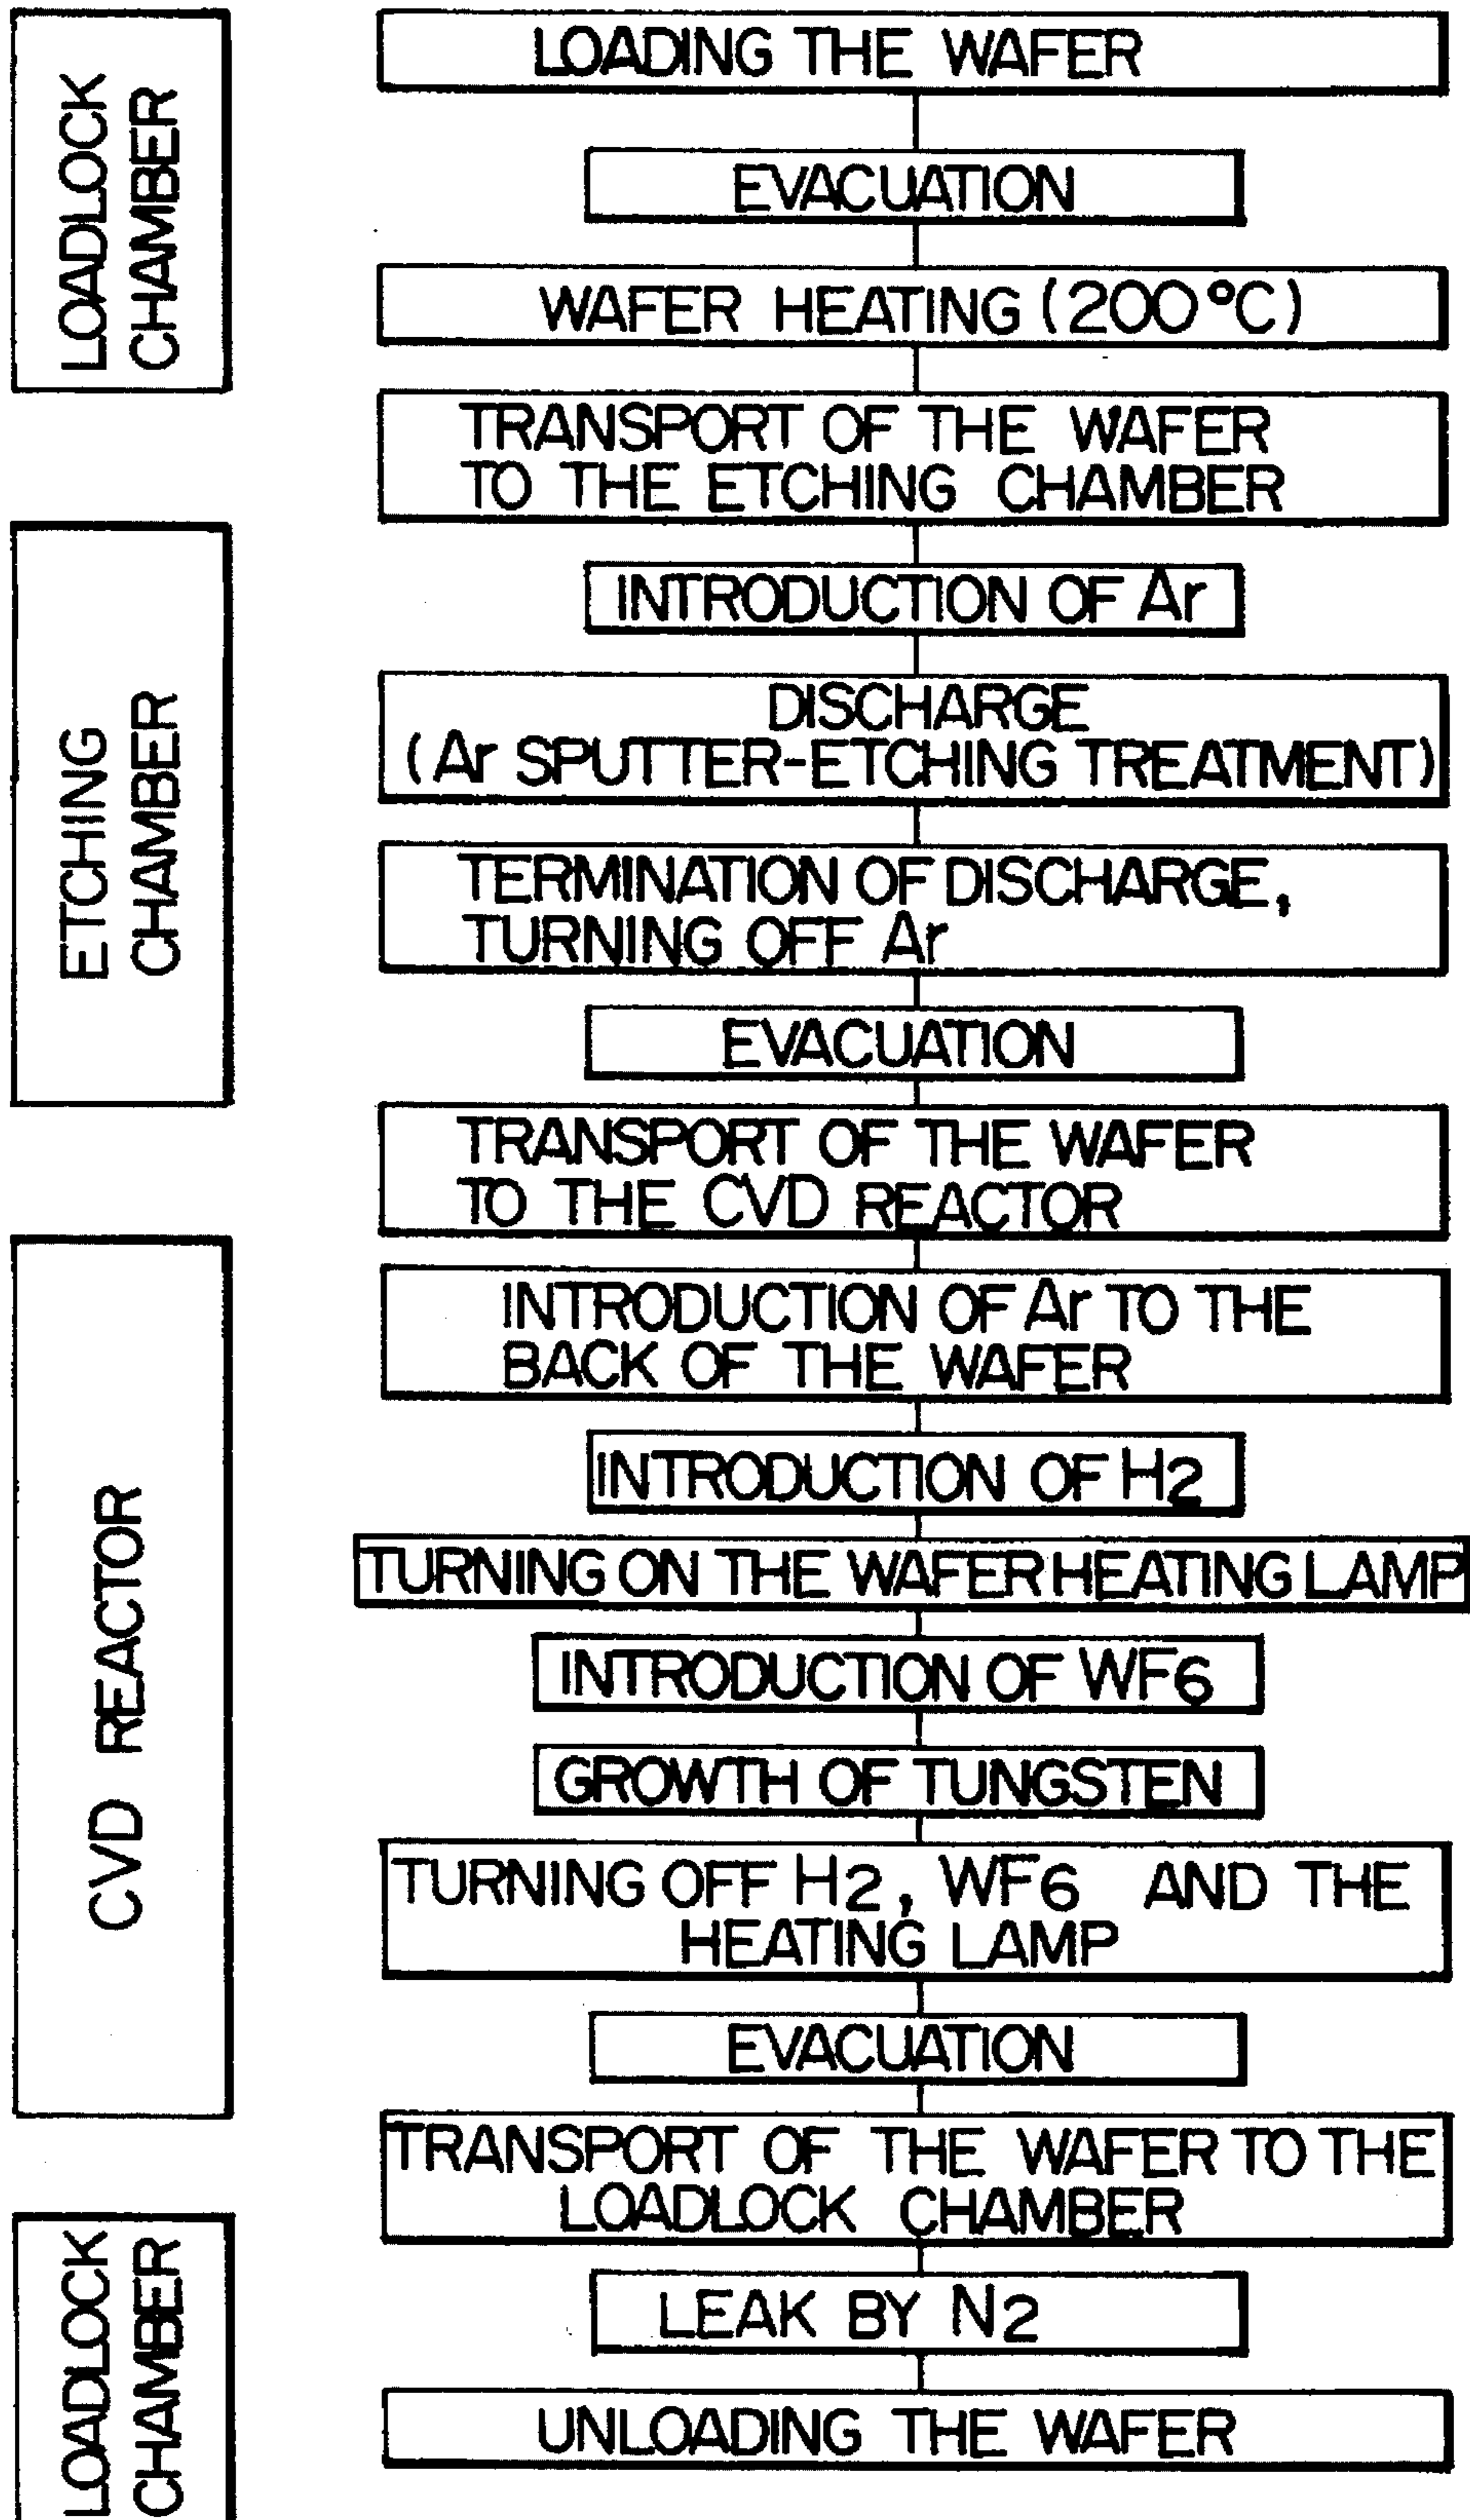 LOADLOCK
CHAMBER
LOADING THE WAFER
EVACUATION
WAFER HEATING (200°C)
TRANSPORT OF THE WAFER
TO THE ETCHING CHAMBER
ETCHING
CHAMBER
INTRODUCTION OF Ar
DISCHARGE
(Ar SPUTTER-ETCHING TREATMENT)
TERMINATION OF DISCHARGE,
TURNING OFF Ar
EVACUATION
TRANSPORT OF THE WAFER
TO THE CVD REACTOR
CVD REACTOR
INTRODUCTION OF Ar TO THE
BACK OF THE WAFER
INTRODUCTION OF H2
TURNING ON THE WAFER HEATING LAMP
INTRODUCTION OF WF6
GROWTH OF TUNGSTEN
TURNING OFF H2, WF6 AND THE
HEATING LAMP
EVACUATION
TRANSPORT OF THE WAFER TO THE
LOADLOCK CHAMBER
LOADLOCK
CHAMBER
LEAK BY N2
UNLOADING THE WAFER